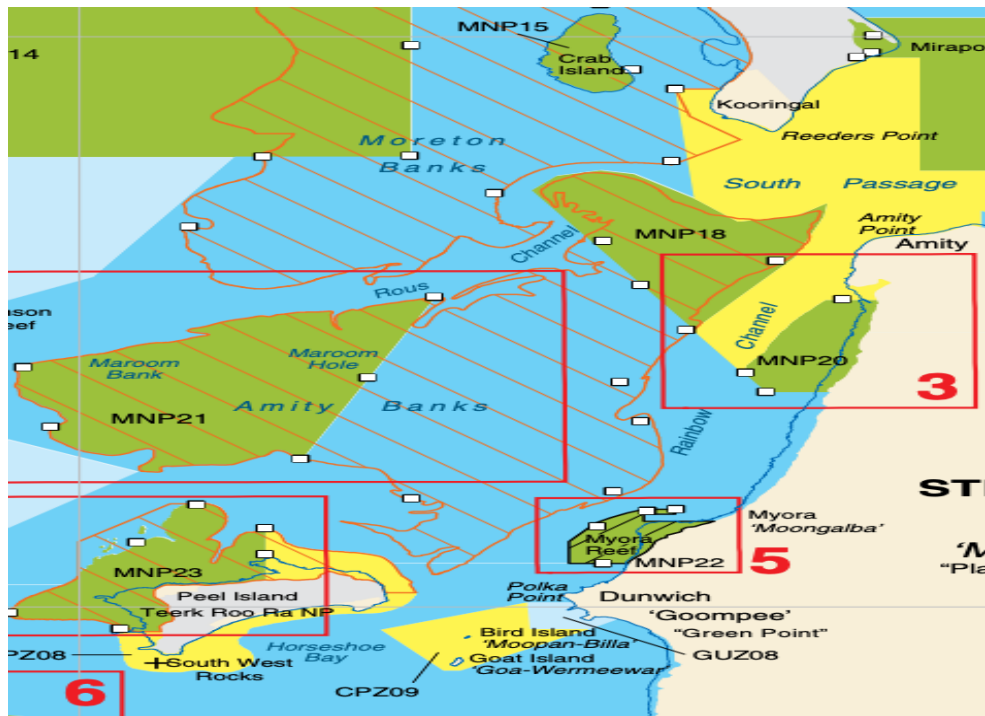 MNP15
14
Crab
Island
Mirapo
Kooringal
Reeders Point
Moreton
Banks
South Passage
MNP18
Amity
Point
Amity
Channel
Rous
ason
eef
Channel
Maroom
Bank
Maroom
Hole
MNP20
3
MNP21
Amity Banks
Rainbow
STI
Myora
'Moongalba'
Myora
Reef
5
MNP22
'M
"Pla
MNP23
Peel Island
Teerk Roo Ra NP
Polka
Point
Dunwich
'Goompee'
"Green Point"
GUZ08
Horseshoe
Bay
Bird Island
'Moopan-Billa'
Goat Island
'Goa-Wermeewar'
PZ08
South West
Rocks
CPZ09
6